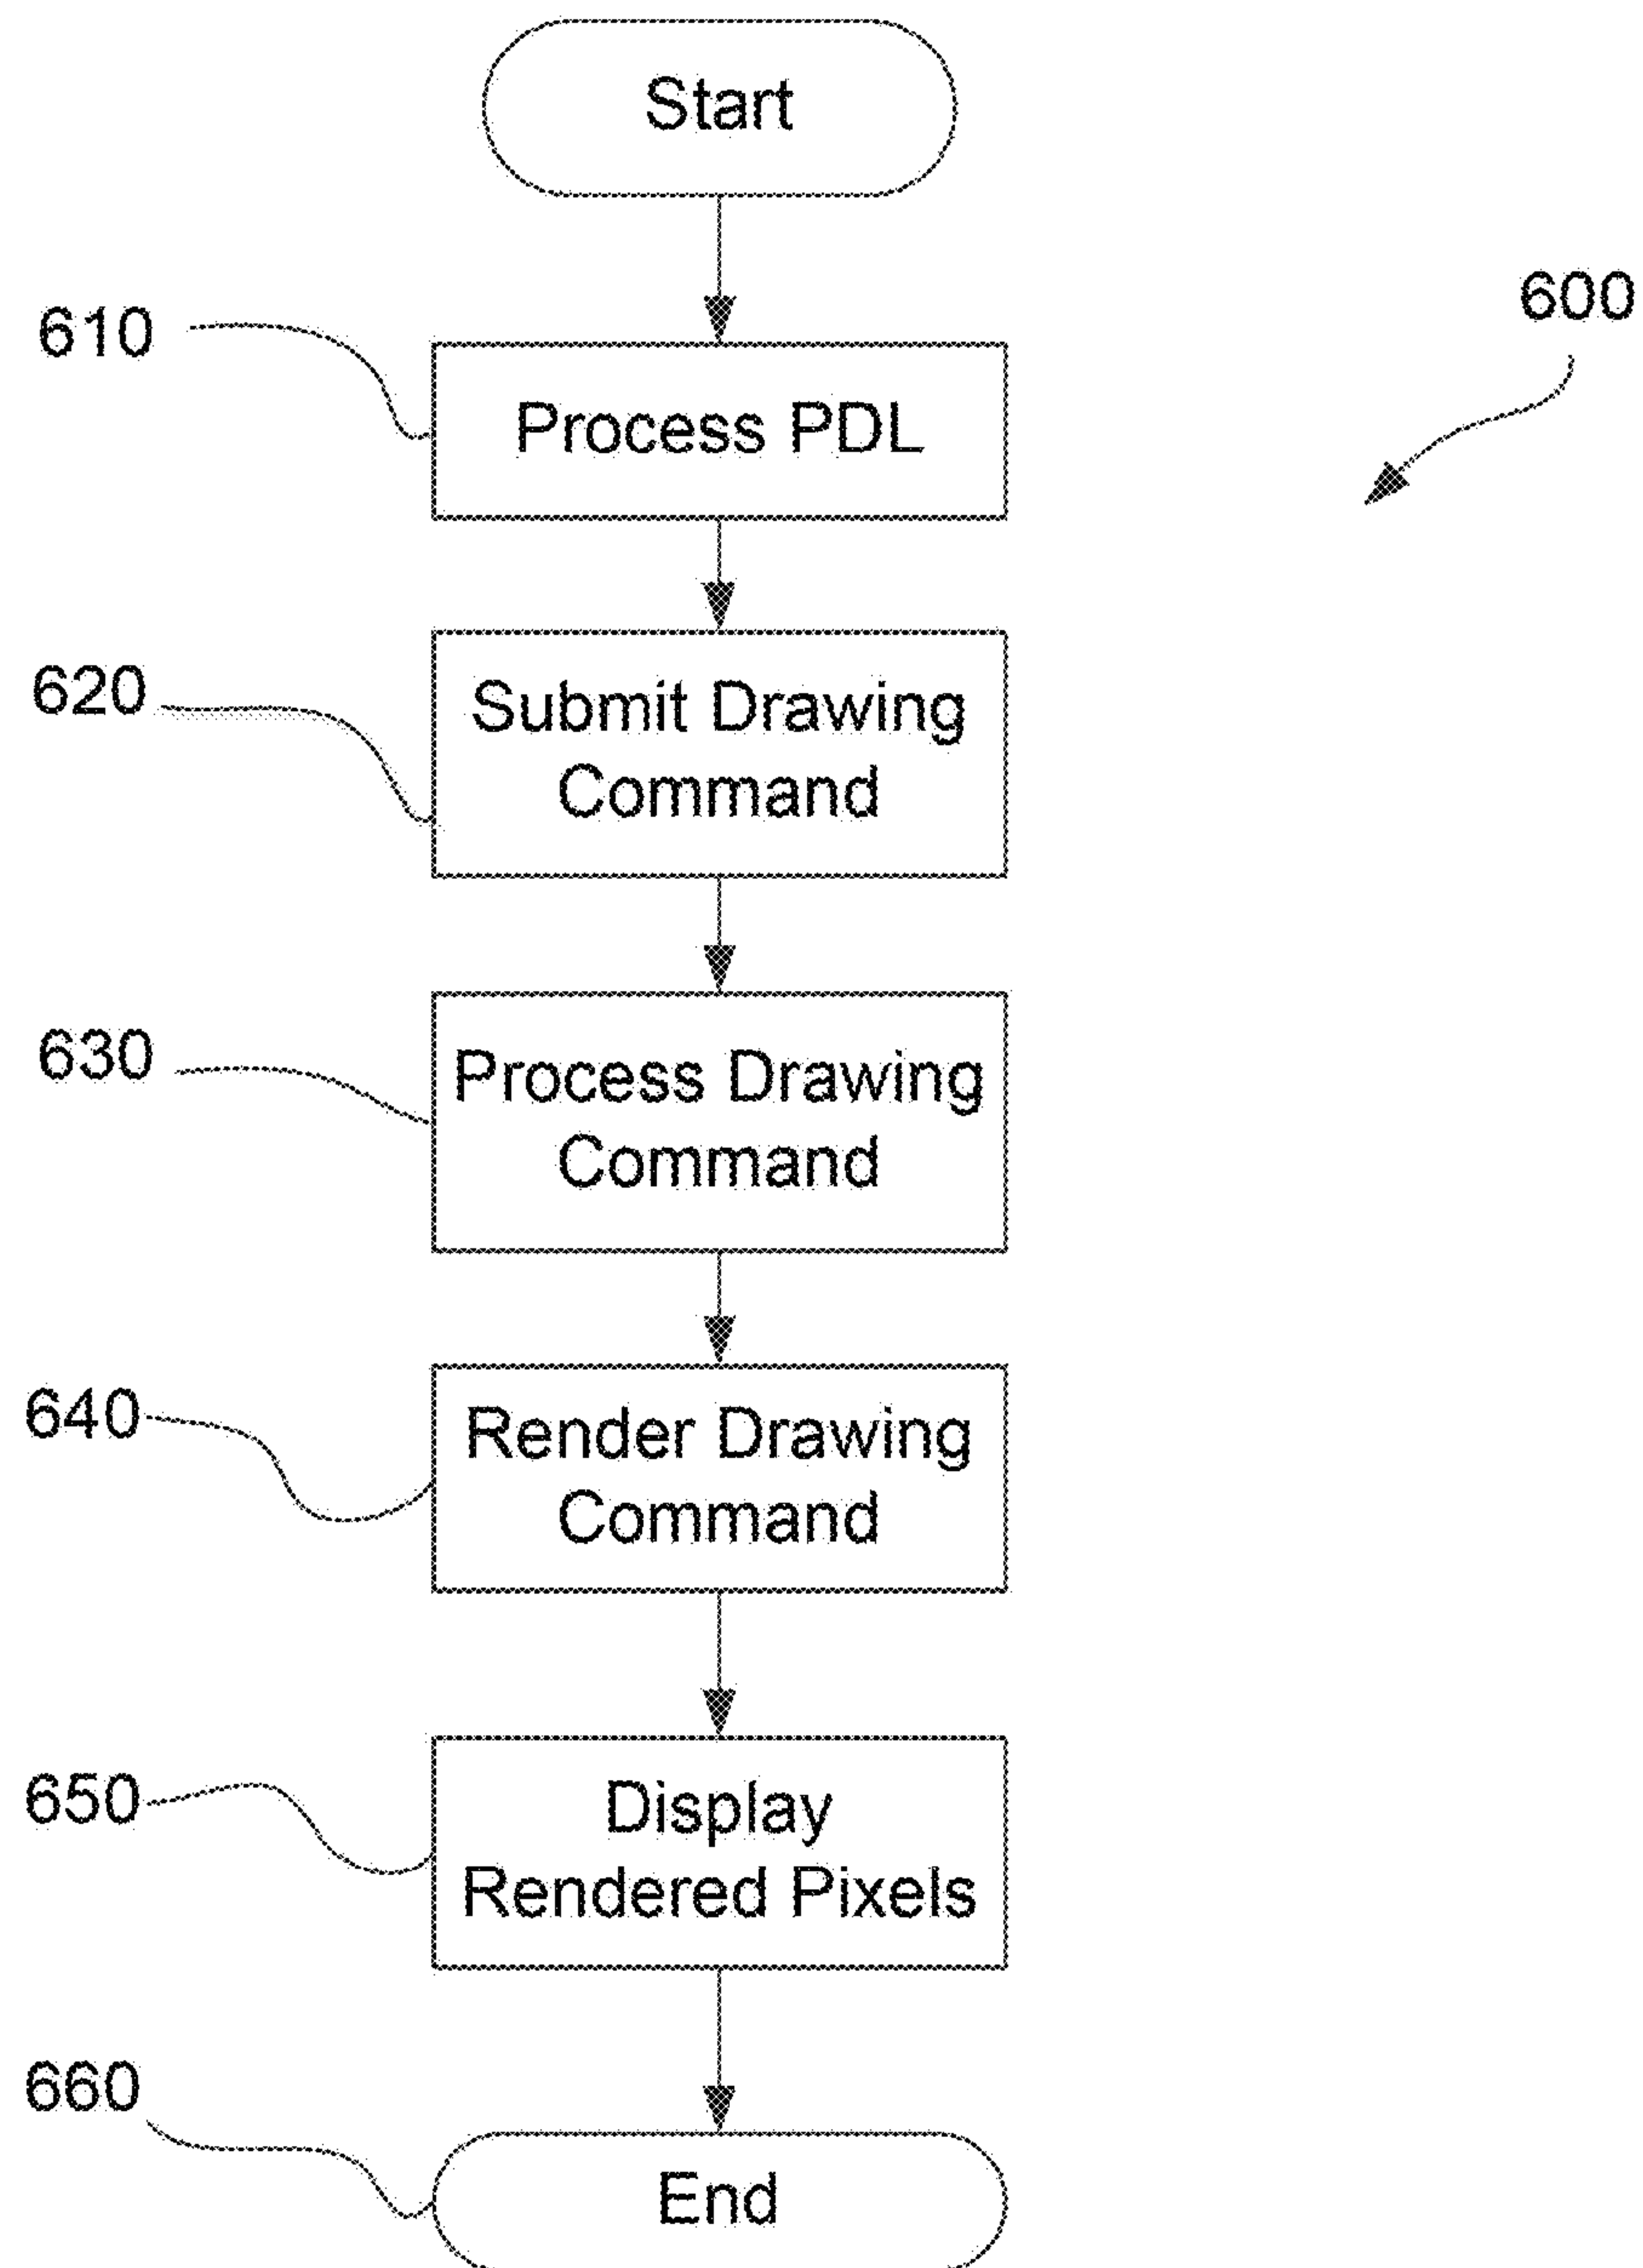 Start
600
610
Process PDL
620
Submit Drawing
Command
630
Process Drawing
Command
640
Render Drawing
Command
650
Display
Rendered Pixels
660
End